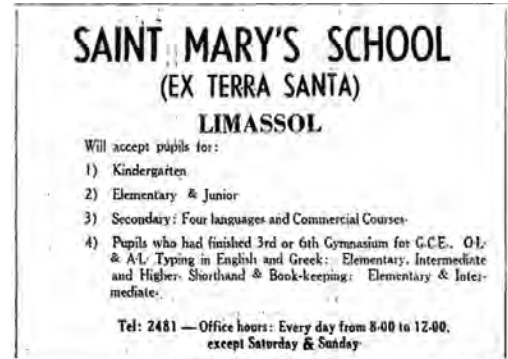 SAINT MARY'S SCHOOL
(EX TERRA SANTA)
LIMASSOL
Will accept pupils for:
1) Kindergarten
2) Elementary & Junior
3) Secondary: Four languages and Commercial Courses.
4) Pupils who had finished 3rd or 6th Gymnasium for G.C.E. O-L
& A-L Typing in English and Greek: Elementary, Intermediate
and Higher. Shorthand & Book-keeping: Elementary & Inter-
mediate.
Tel: 2481 — Office hours: Every day from 8.00 to 12.00,
except Saturday & Sunday.